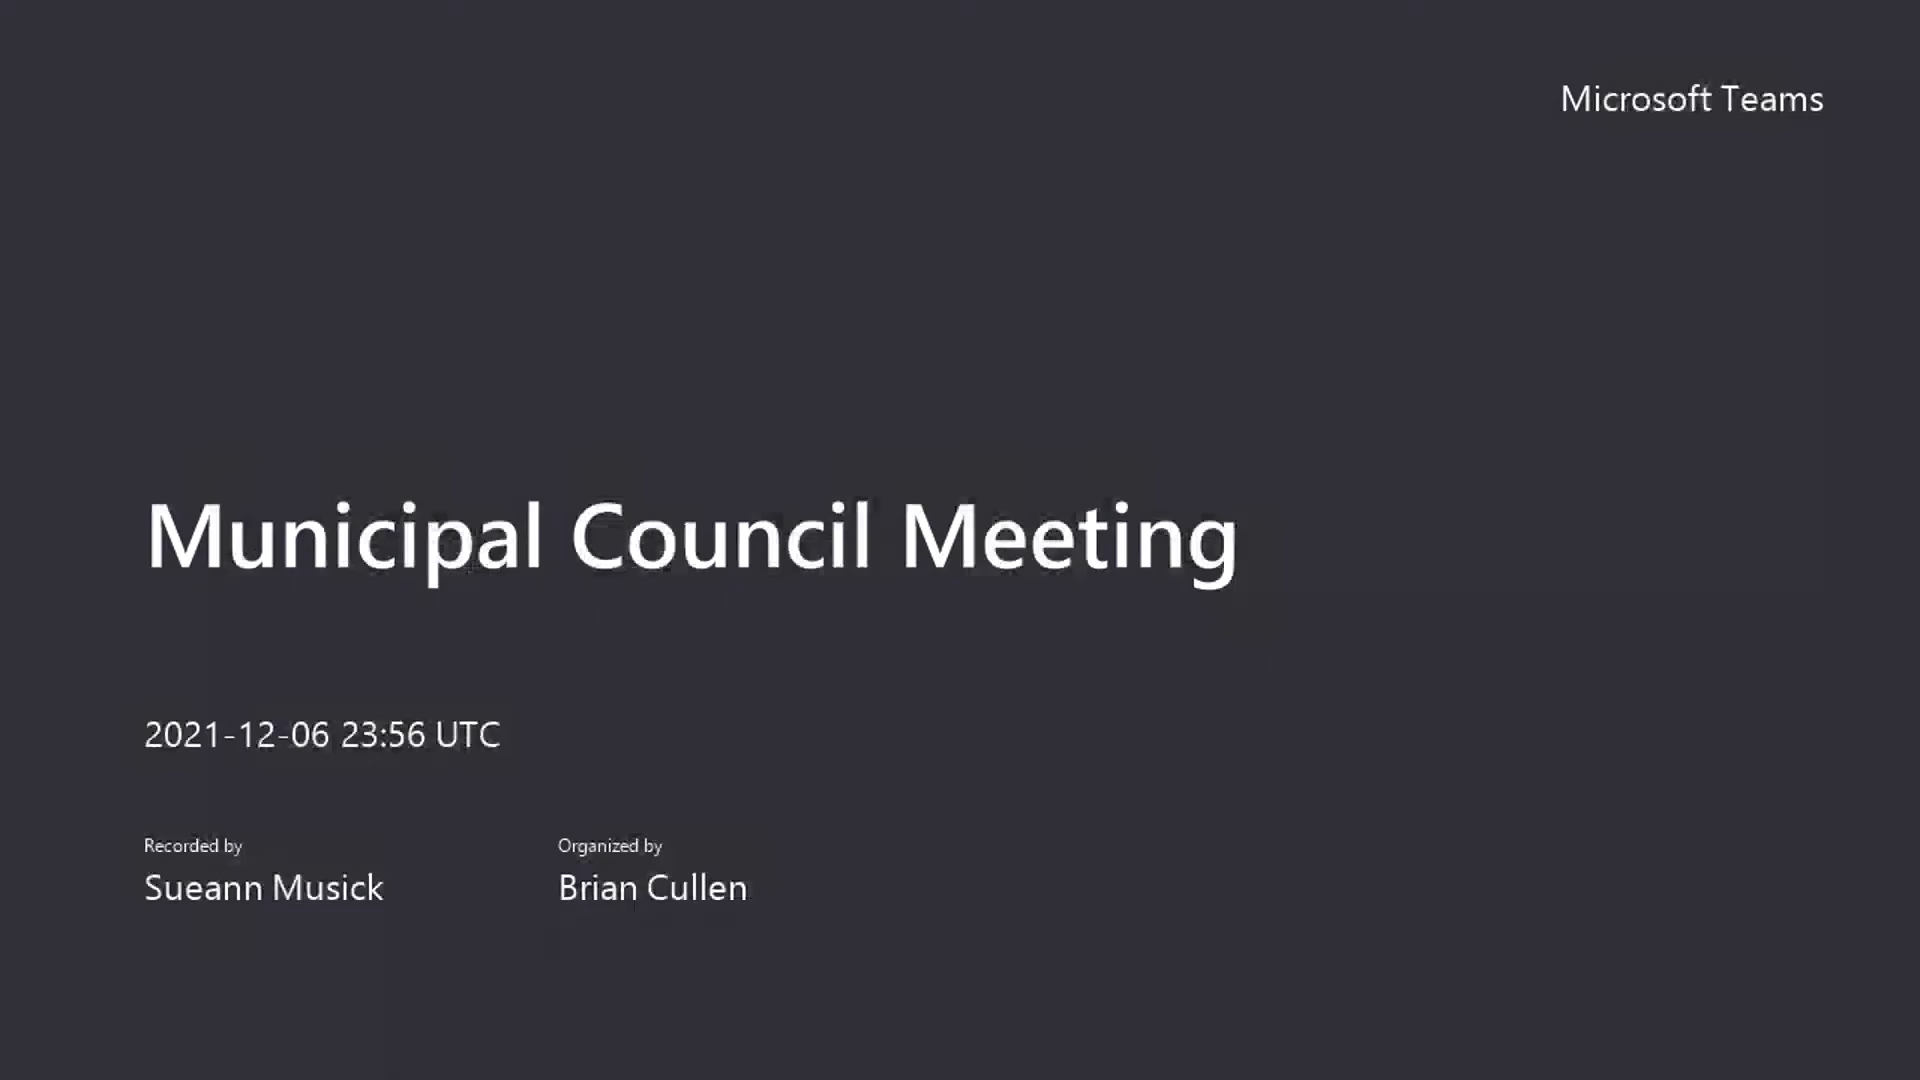 Microsoft Teams
Municipal Council Meeting
2021-12-06 23:56 UTC
Recorded by
Sueann Musick
Organized by
Brian Cullen